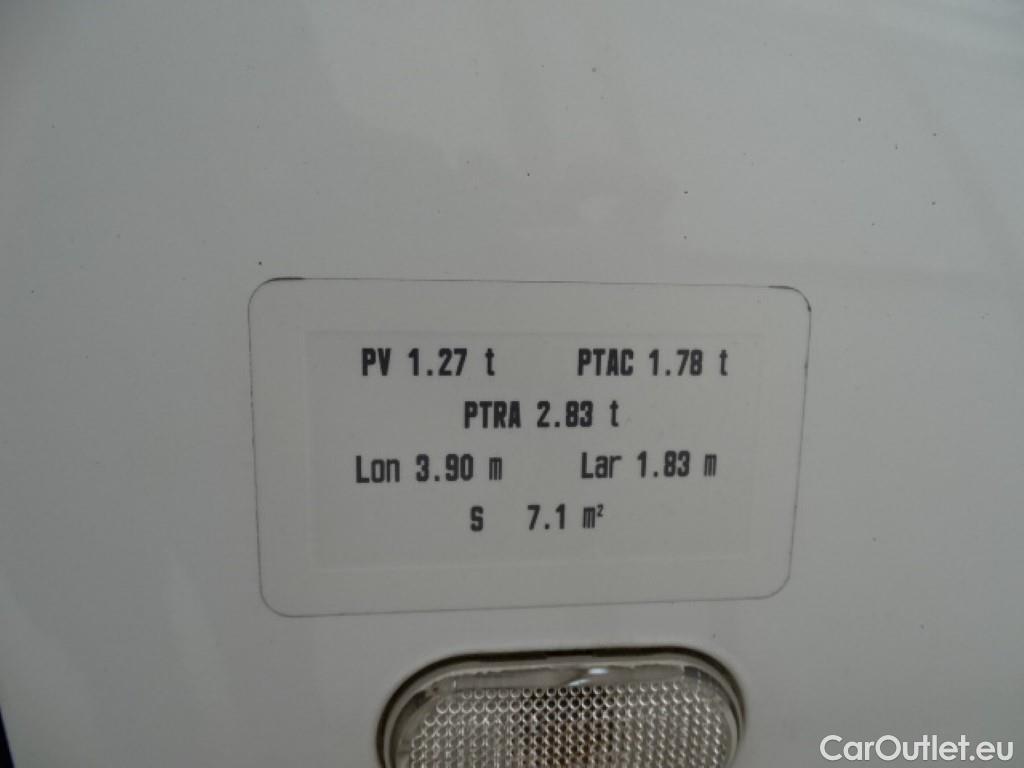 PV 1.27 t PTAC 1.78 t
PTRA 2.83 t
Lon 3.90 m Lar 1.83 m
S 7.1 m²
CarOutlet.eu